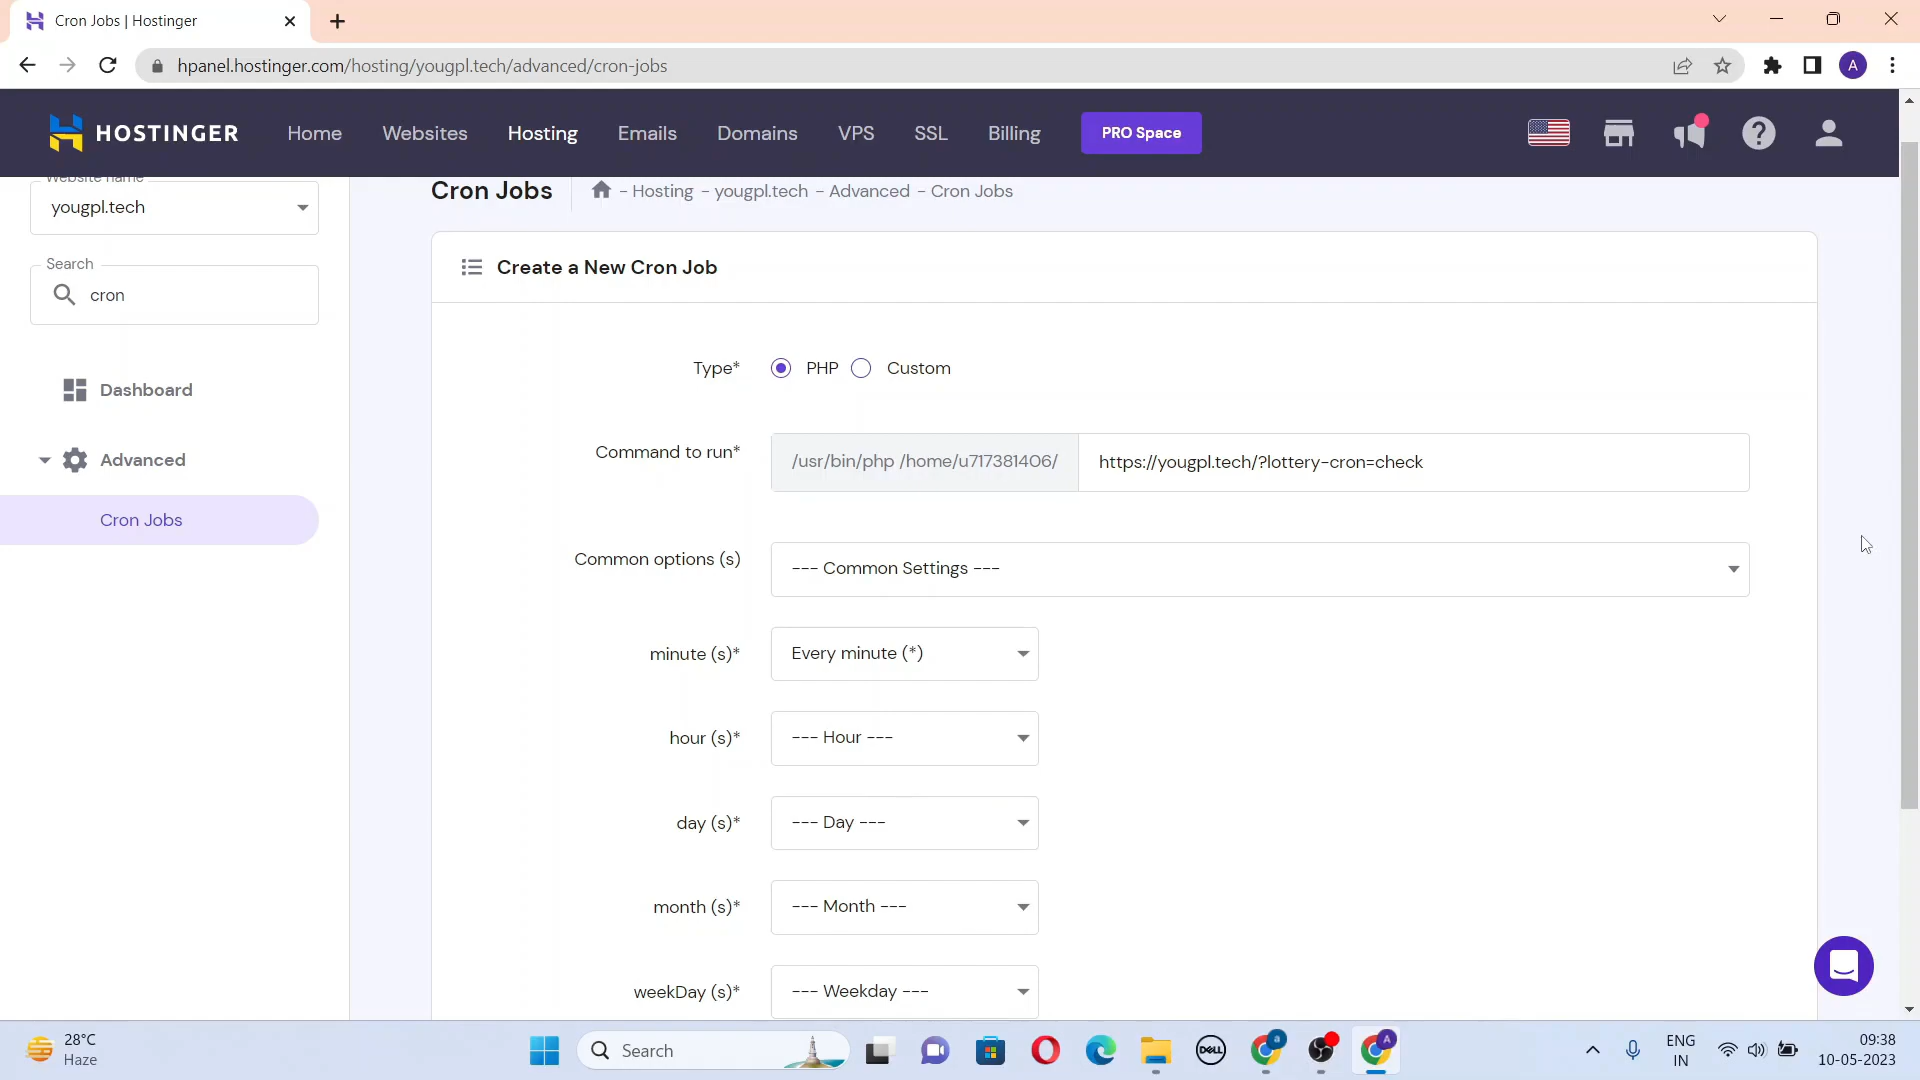 Cron Jobs | Hostinger
hpanel.hostinger.com/hosting/yougpl.tech/advanced/cron-jobs
A
HOSTINGER Home Websites Hosting Emails Domains VPS SSL Billing PRO Space
Website name
yougpl.tech
Search
cron
Dashboard
Advanced
Cron Jobs
Cron Jobs - Hosting - yougpl.tech - Advanced - Cron Jobs
Create a New Cron Job
Type* PHP Custom
Command to run* /usr/bin/php /home/u717381406/ https://yougpl.tech/?lottery-cron=check
Common options (s) --- Common Settings ---
minute (s)* Every minute (*)
hour (s)* --- Hour ---
day (s)* --- Day ---
month (s)* --- Month ---
weekDay (s)* --- Weekday ---
28°C
Haze
Search
DELL
a
A
ENG
IN
09:38
10-05-2023